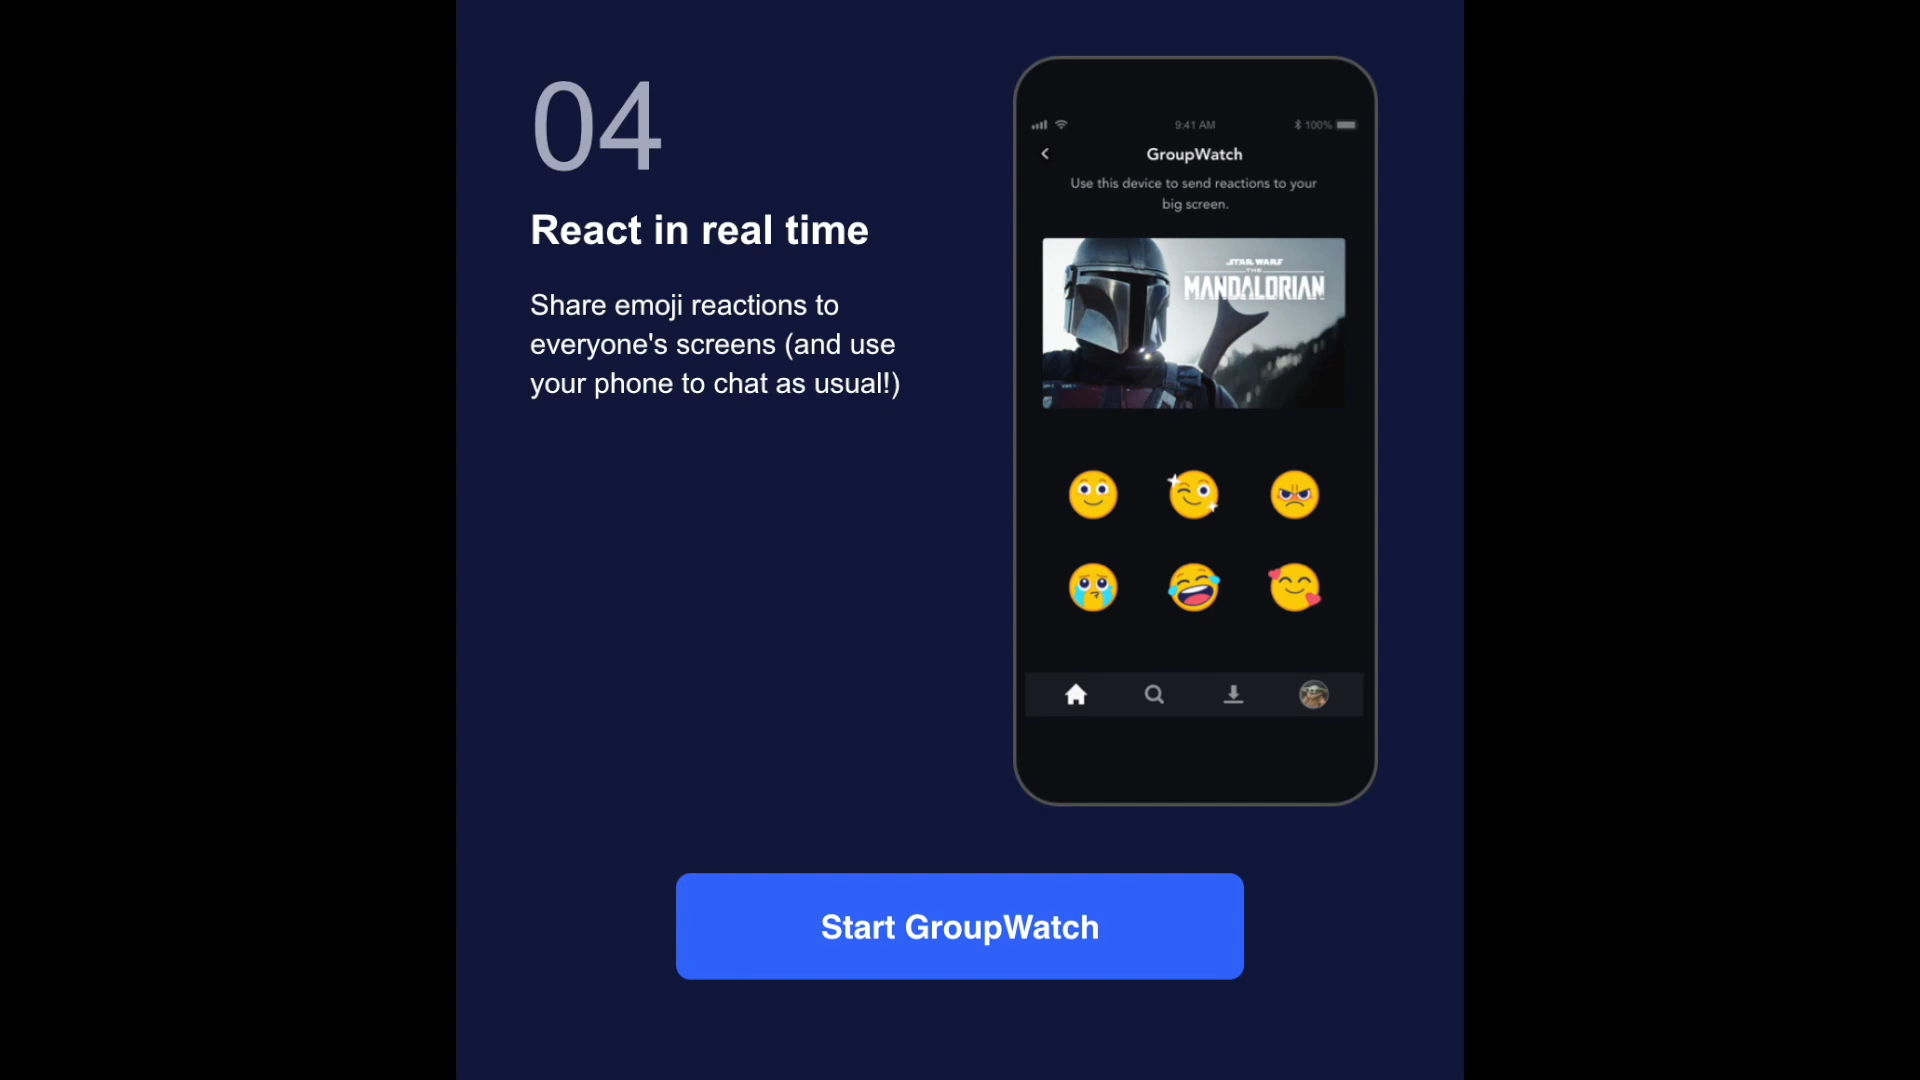 04
React in real time
Share emoji reactions to
everyone's screens (and use
your phone to chat as usual!)
9:41 AM
100%
GroupWatch
Use this device to send reactions to your
big screen.
STAR WARS
THE
MANDALORIAN
Start GroupWatch